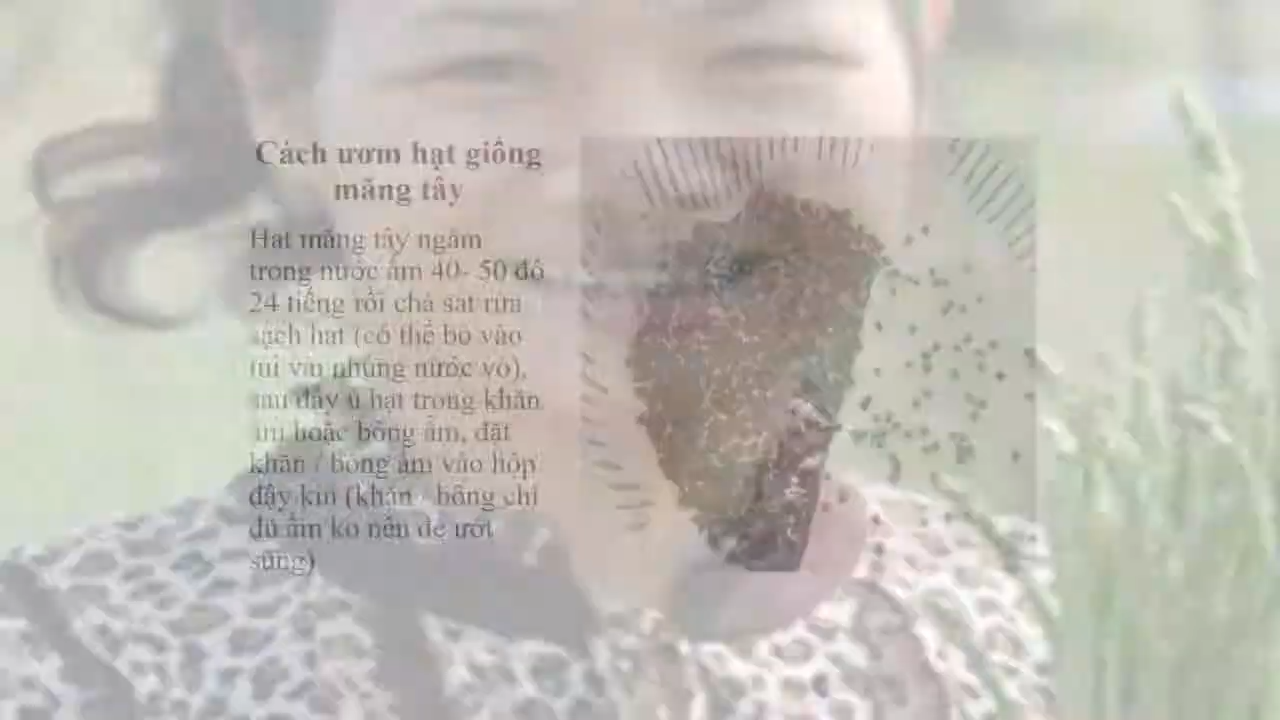 Cách ươm hạt giống
măng tây
Hạt măng tây ngâm
trong nước ấm 40- 50 độ
24 tiếng rồi chà sát rửa
sạch hạt (có thể bỏ vào
túi vải nhúng nước vò),
sau đấy ủ hạt trong khăn
ẩm hoặc bông ẩm, đặt
khăn / bông ẩm vào hộp
đậy kín (khăn / bông chỉ
đủ ẩm ko nên để ướt
sũng)